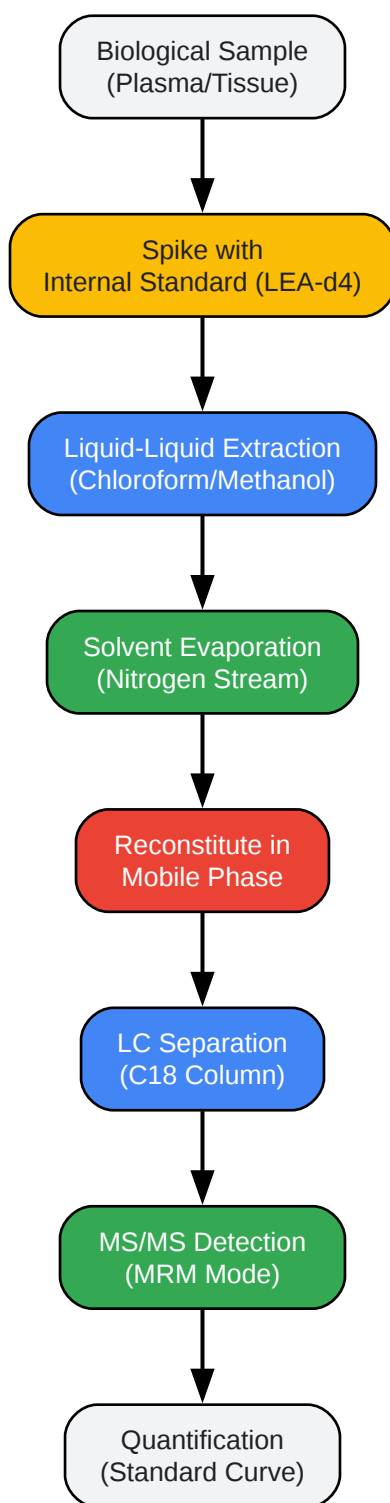 Biological Sample
(Plasma/Tissue)
Spike with
Internal Standard (LEA-d4)
Liquid-Liquid Extraction
(Chloroform/Methanol)
Solvent Evaporation
(Nitrogen Stream)
Reconstitute in
Mobile Phase
LC Separation
(C18 Column)
MS/MS Detection
(MRM Mode)
Quantification
(Standard Curve)